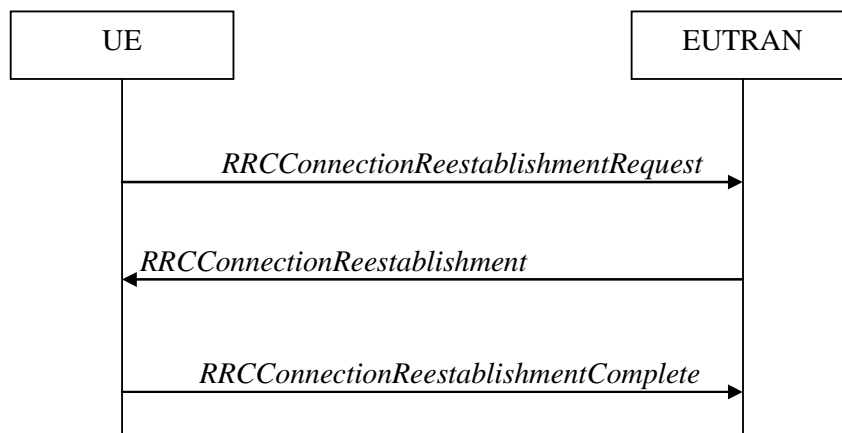 UE
EUTRAN
RRCConnectionReestablishmentRequest
RRCConnectionReestablishment
RRCConnectionReestablishmentComplete